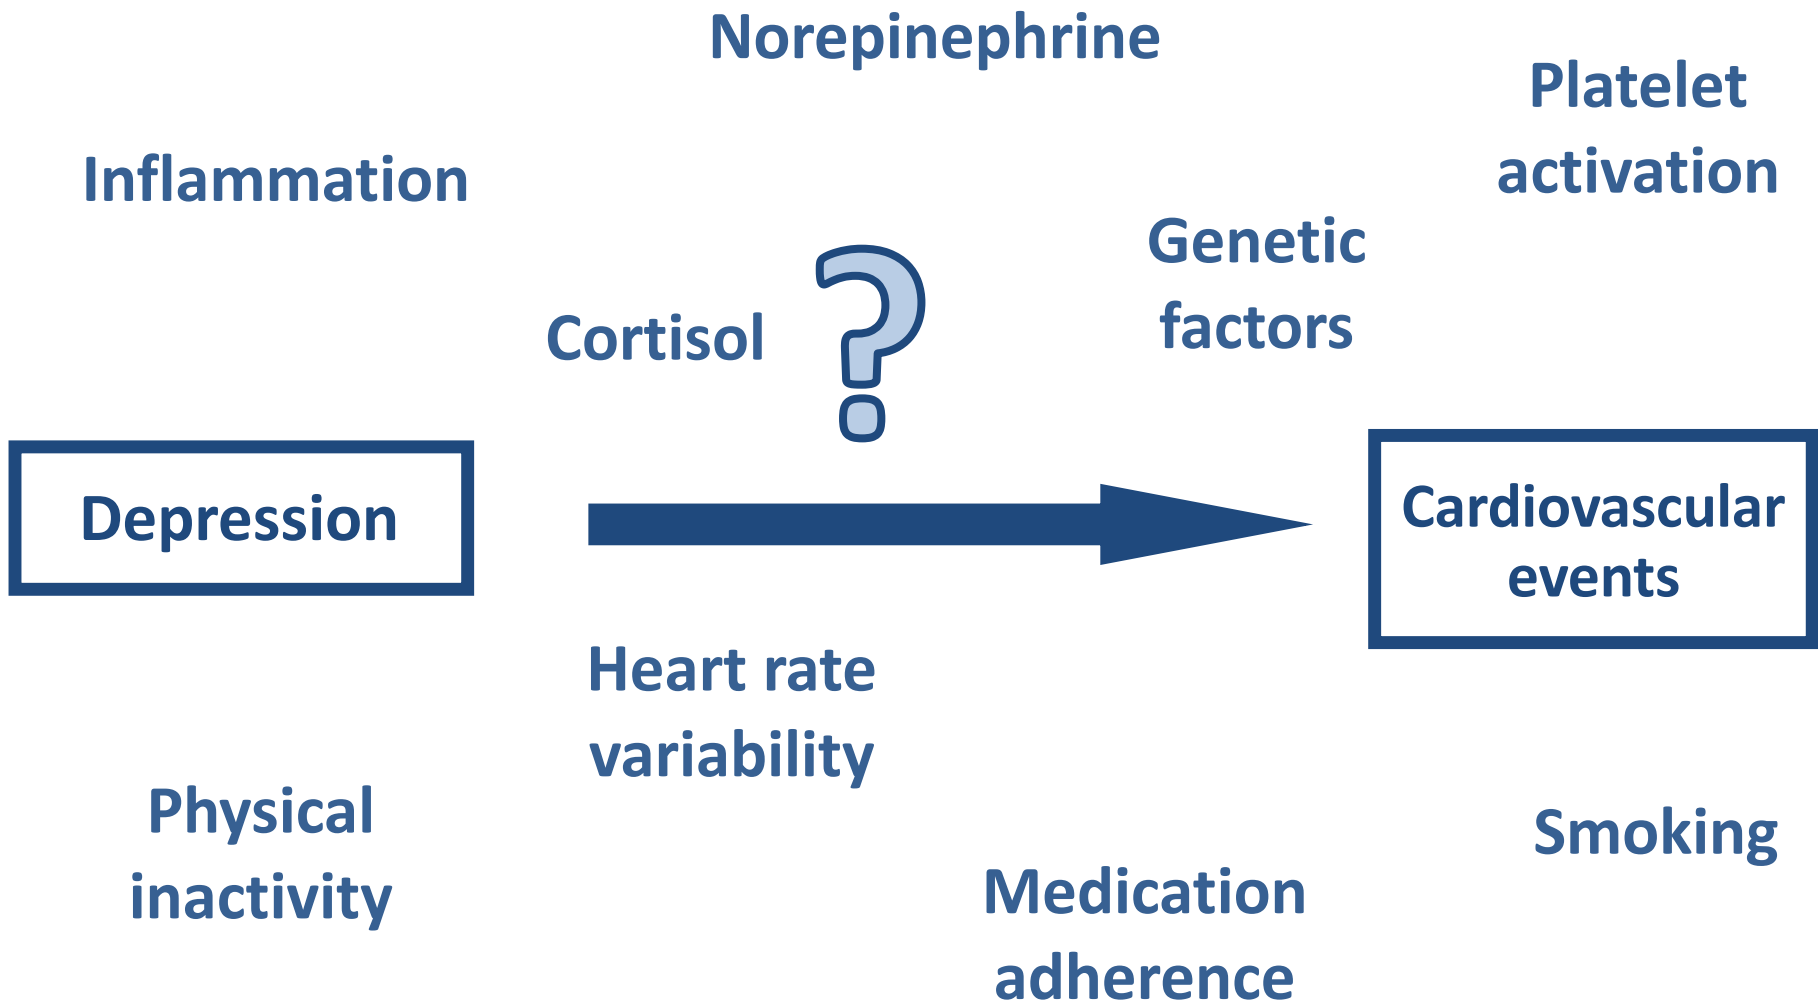 Norepinephrine
Platelet
activation
Inflammation
Genetic
factors
Cortisol
?
Depression
Cardiovascular
events
Heart rate
variability
Physical
inactivity
Smoking
Medication
adherence